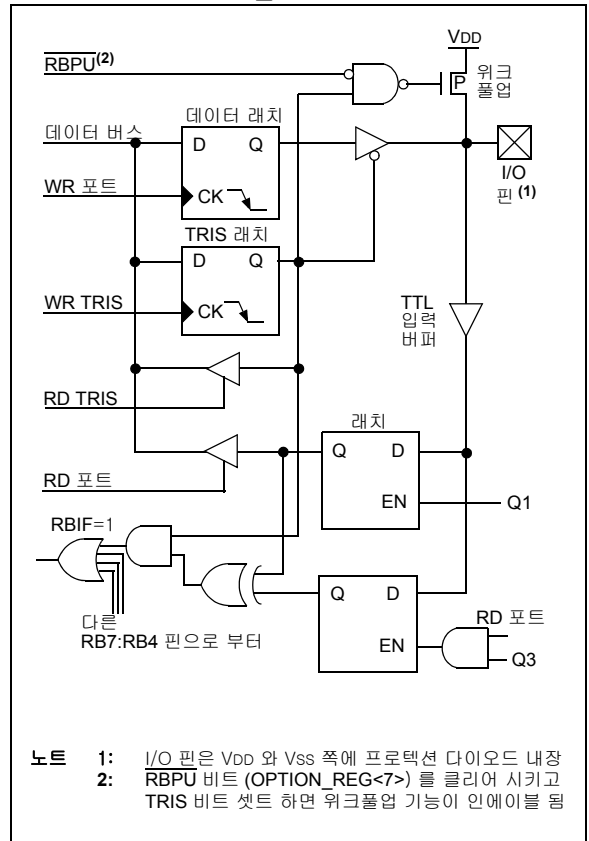 VDD
RBPU(2)
P
위크
풀업
데이터 래치
데이터 버스
D Q
I/O
핀(1)
WR 포트
CK
TRIS 래치
D Q
WR TRIS
CK
TTL
입력
버퍼
RD TRIS
래치
Q D
RD 포트
EN
Q1
RBIF=1
Q D
다른
RB7:RB4 핀으로 부터
RD 포트
EN
Q3
노트 1: I/O 핀은 VDD 와 VSS 쪽에 프로텍션 다이오드 내장
2: RBPU 비트 (OPTION_REG<7>) 를 클리어 시키고
TRIS 비트 셋트 하면 위크풀업 기능이 인에이블 됨